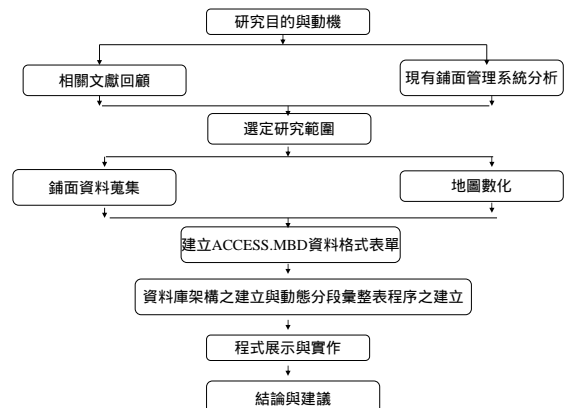 研究目的與動機
相關文獻回顧
現有鋪面管理系統分析
選定研究範圍
鋪面資料蒐集
地圖數化
建立ACCESS.MBD資料格式表單
資料庫架構之建立與動態分段彙整表程序之建立
程式展示與實作
結論與建議